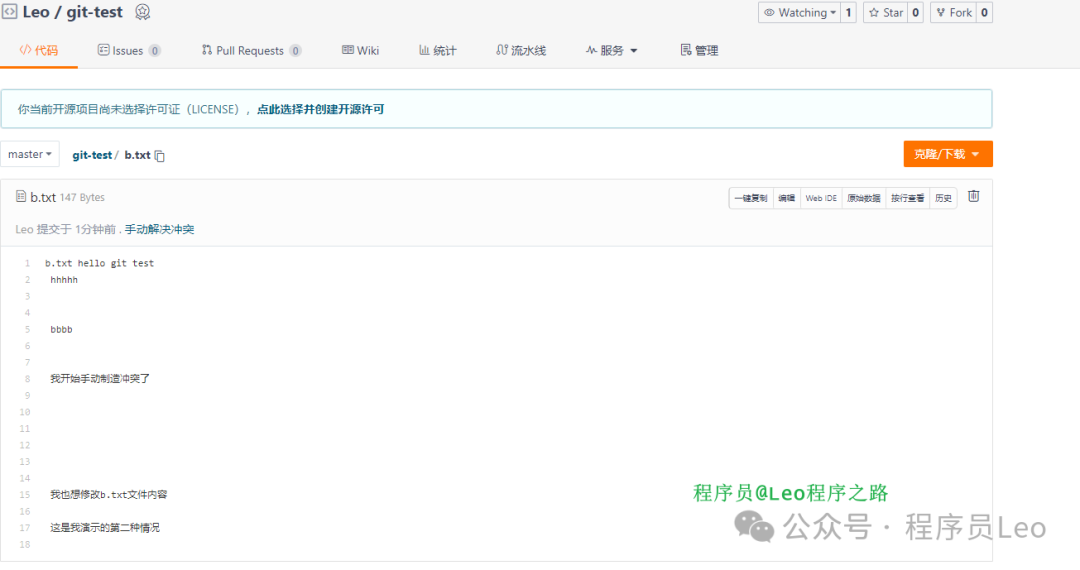 Leo / git-test
Watching 1 Star 0 Fork 0
代码 Issues 0 Pull Requests 0 Wiki 统计 流水线 服务 管理
你当前开源项目尚未选择许可证（LICENSE），点此选择并创建开源许可
master git-test / b.txt 克隆/下载
b.txt 147 Bytes 一键复制 编辑 Web IDE 原始数据 按行查看 历史
Leo 提交于 1分钟前 . 手动解决冲突
1 b.txt hello git test
2 hhhhh
3
4
5 bbbb
6
7
8 我开始手动制造冲突了
9
10
11
12
13
14
15 我也想修改b.txt文件内容
16
17 这是我演示的第二种情况
18
程序员@Leo程序之路
公众号 · 程序员Leo